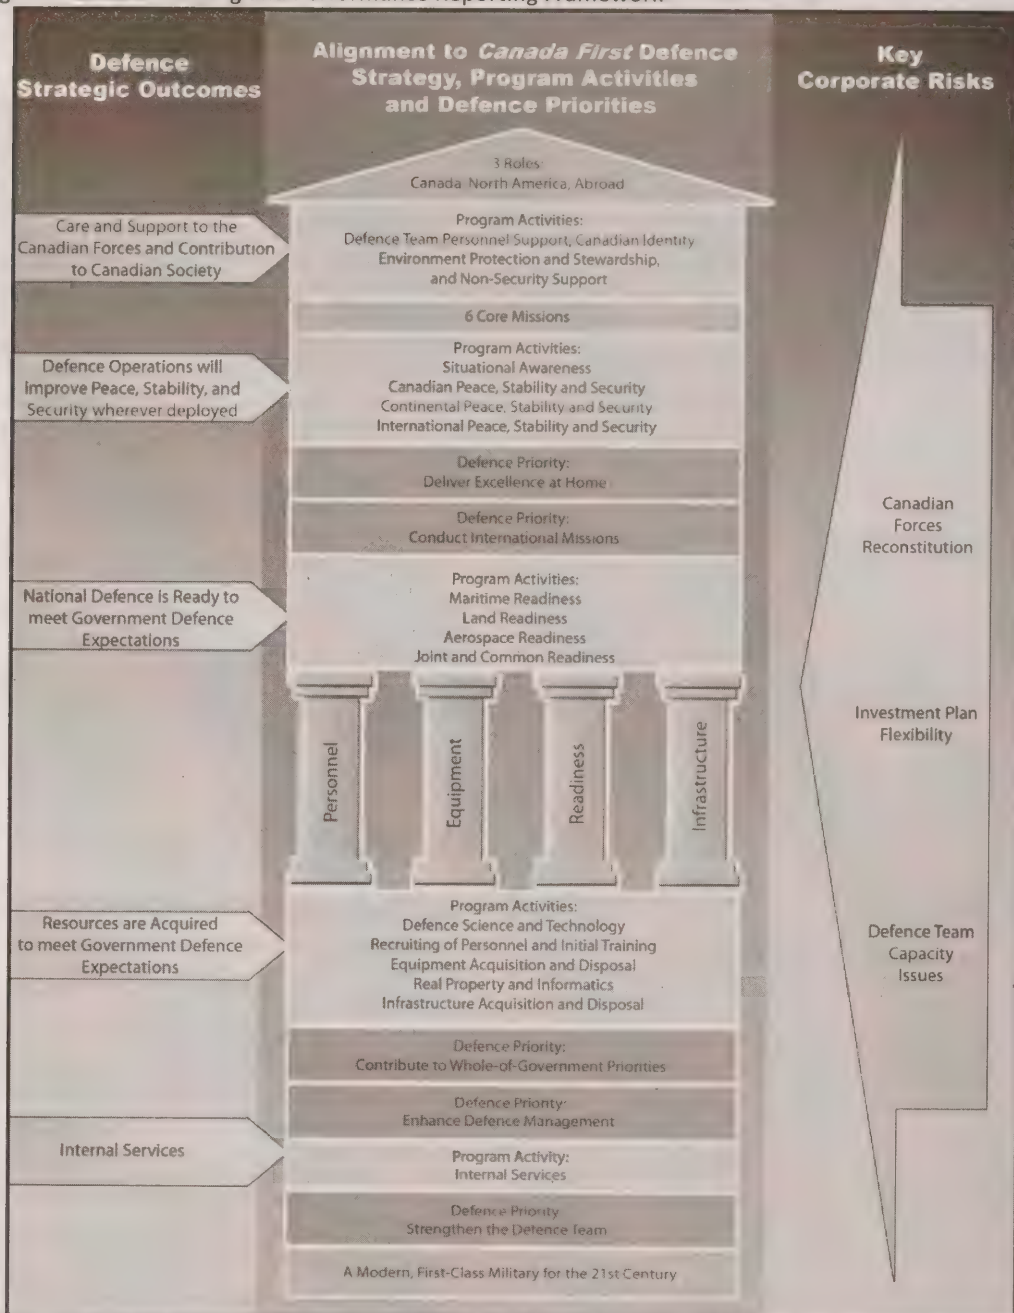 Performance Reporting Framework
Defence
Strategic Outcomes
Alignment to Canada First Defence
Strategy, Program Activities
and Defence Priorities
Key
Corporate Risks
3 Roles:
Canada North America, Abroad
Care and Support to the
Canadian Forces and Contribution
to Canadian Society
Program Activities:
Defence Team Personnel Support, Canadian Identity
Environment Protection and Stewardship,
and Non-Security Support
6 Core Missions
Defence Operations will
Improve Peace, Stability, and
Security wherever deployed
Program Activities:
Situational Awareness
Canadian Peace, Stability and Security
Continental Peace, Stability and Security
International Peace, Stability and Security
Defence Priority:
Deliver Excellence at Home
Defence Priority:
Conduct International Missions
National Defence is Ready to
meet Government Defence
Expectations
Program Activities:
Maritime Readiness
Land Readiness
Aerospace Readiness
Joint and Common Readiness
Personnel
Equipment
Readiness
Infrastructure
Resources are Acquired
to meet Government Defence
Expectations
Program Activities:
Defence Science and Technology
Recruiting of Personnel and Initial Training
Equipment Acquisition and Disposal
Real Property and Informatics
Infrastructure Acquisition and Disposal
Defence Priority:
Contribute to Whole-of-Government Priorities
Defence Priority:
Enhance Defence Management
Internal Services
Program Activity:
Internal Services
Defence Priority
Strengthen the Defence Team
A Modern, First-Class Military for the 21st Century
Canadian
Forces
Reconstitution
Investment Plan
Flexibility
Defence Team
Capacity
Issues